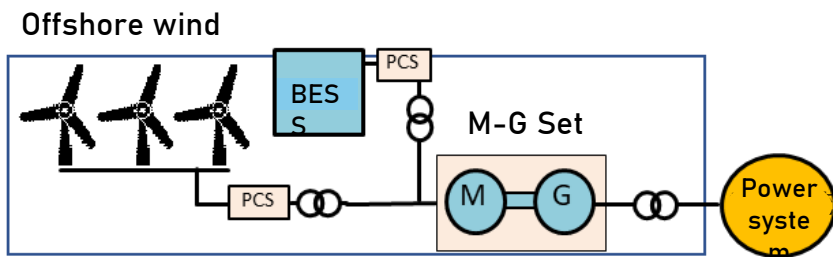 Offshore wind
PCS
BES
S
M-G Set
M
G
PCS
Power
syste
m